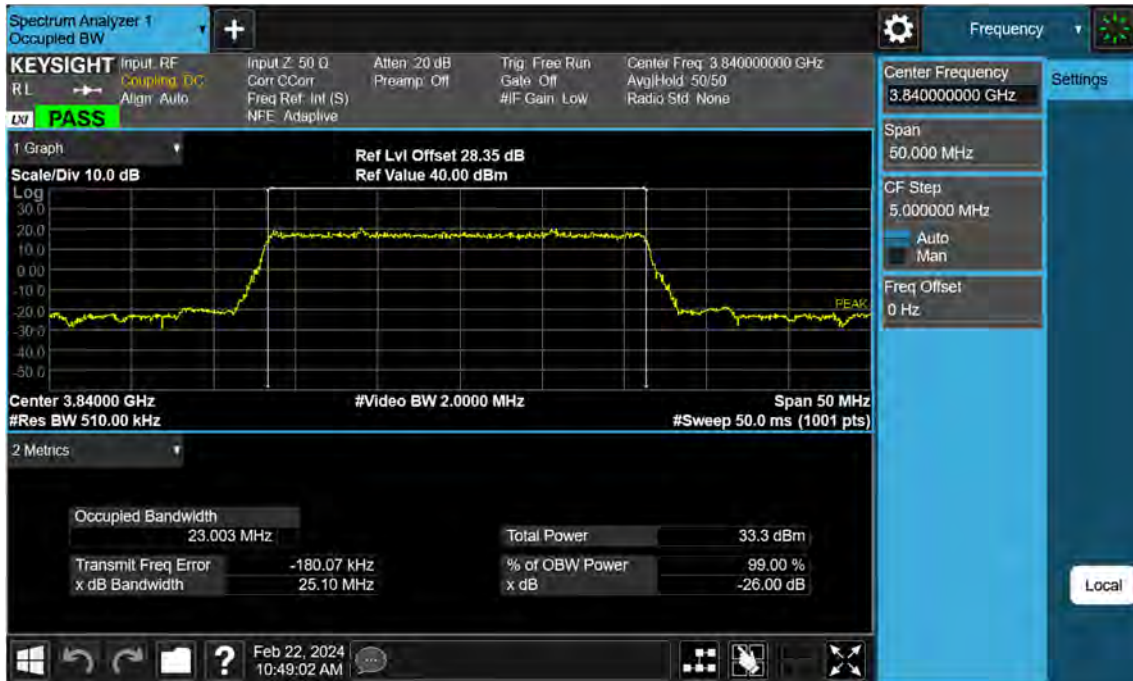 Spectrum Analyzer 1
Occupied BW
Frequency
KEYSIGHT
RL
LXI
PASS
Input: RF
Coupling: DC
Align: Auto
Input Z: 50 Ω
Corr CCorr
Freq Ref: Int (S)
NFE: Adaptive
Atten: 20 dB
Preamp: Off
Trig: Free Run
Gate: Off
#IF Gain: Low
Center Freq: 3.840000000 GHz
Avg|Hold: 50/50
Radio Std: None
1 Graph
Scale/Div 10.0 dB
Ref Lvl Offset 28.35 dB
Ref Value 40.00 dBm
Log
30.0
20.0
10.0
0.00
-10.0
-20.0
-30.0
-40.0
-50.0
PEAK
Center 3.84000 GHz
#Video BW 2.0000 MHz
Span 50 MHz
#Res BW 510.00 kHz
#Sweep 50.0 ms (1001 pts)
2 Metrics
Occupied Bandwidth
23.003 MHz
Total Power 33.3 dBm
Transmit Freq Error -180.07 kHz
% of OBW Power 99.00 %
x dB Bandwidth 25.10 MHz
x dB -26.00 dB
Center Frequency
3.840000000 GHz
Settings
Span
50.000 MHz
CF Step
5.000000 MHz
Auto
Man
Freq Offset
0 Hz
Local
?
Feb 22, 2024
10:49:02 AM